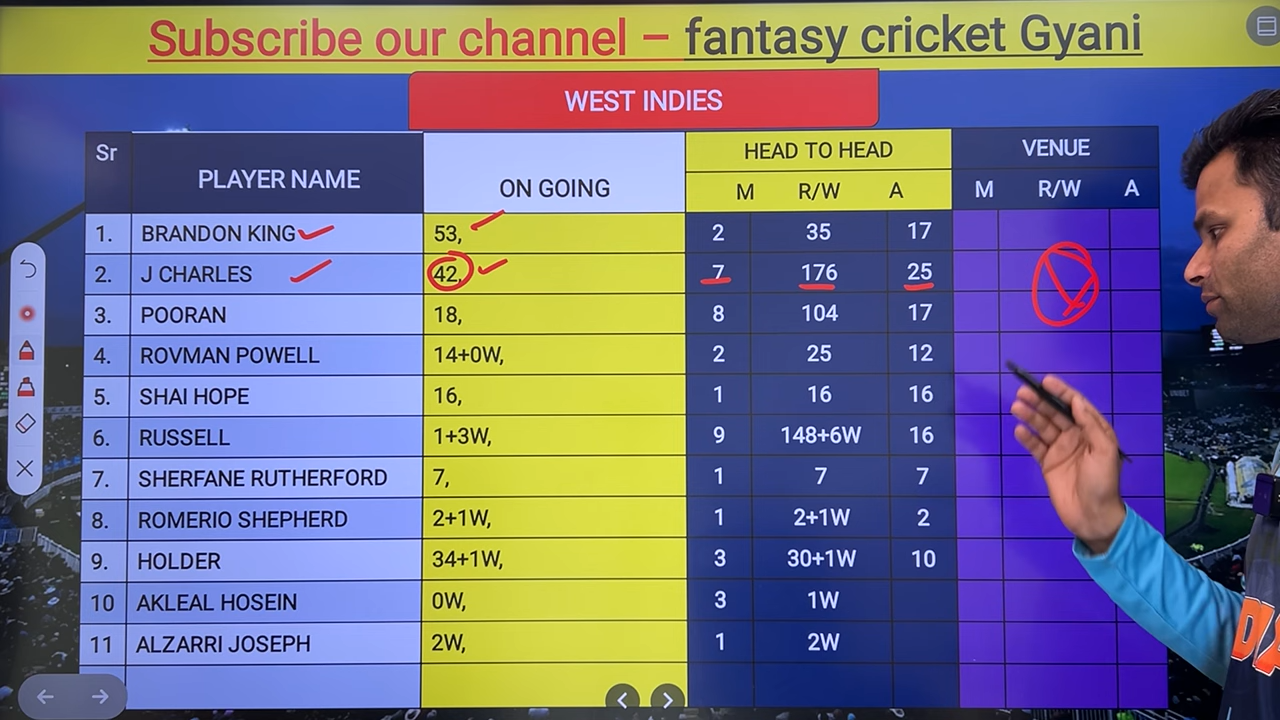 Subscribe our channel – fantasy cricket Gyani
WEST INDIES
Sr PLAYER NAME ON GOING HEAD TO HEAD VENUE
M R/W A M R/W A
1. BRANDON KING 53, 2 35 17
2. J CHARLES 42, 7 176 25
3. POORAN 18, 8 104 17
4. ROVMAN POWELL 14+0W, 2 25 12
5. SHAI HOPE 16, 1 16 16
6. RUSSELL 1+3W, 9 148+6W 16
7. SHERFANE RUTHERFORD 7, 1 7 7
8. ROMERIO SHEPHERD 2+1W, 1 2+1W 2
9. HOLDER 34+1W, 3 30+1W 10
10 AKLEAL HOSEIN 0W, 3 1W
11 ALZARRI JOSEPH 2W, 1 2W